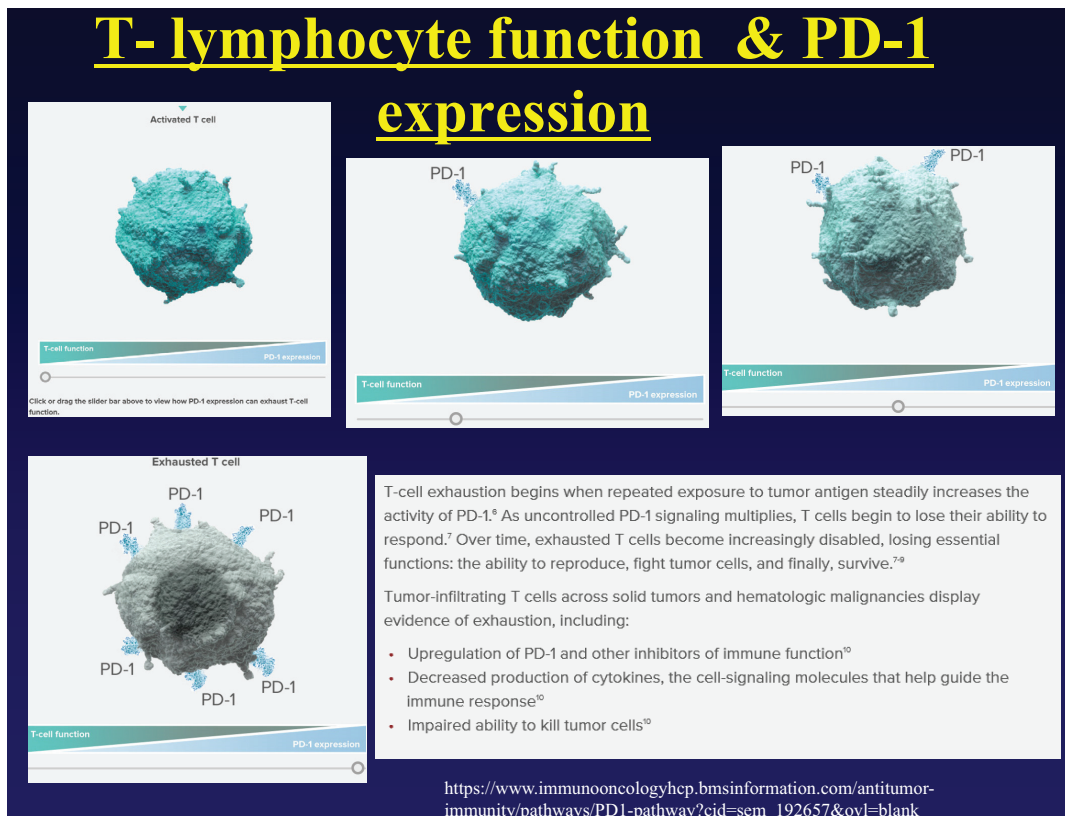 T- lymphocyte function & PD-1
expression
Activated T cell
T-cell function
PD-1 expression
Click or drag the slider bar above to view how PD-1 expression can exhaust T-cell
function.
PD-1
T-cell function
PD-1 expression
PD-1
PD-1
T-cell function
PD-1 expression
Exhausted T cell
PD-1
PD-1
PD-1
PD-1
PD-1
PD-1
T-cell function
PD-1 expression
T-cell exhaustion begins when repeated exposure to tumor antigen steadily increases the
activity of PD-1.⁶ As uncontrolled PD-1 signaling multiplies, T cells begin to lose their ability to
respond.⁷ Over time, exhausted T cells become increasingly disabled, losing essential
functions: the ability to reproduce, fight tumor cells, and finally, survive.⁷⁻⁹
Tumor-infiltrating T cells across solid tumors and hematologic malignancies display
evidence of exhaustion, including:
• Upregulation of PD-1 and other inhibitors of immune function¹⁰
• Decreased production of cytokines, the cell-signaling molecules that help guide the
immune response¹⁰
• Impaired ability to kill tumor cells¹⁰
https://www.immunooncologyhcp.bmsinformation.com/antitumor-
immunity/pathways/PD1-pathway?cid=sem_192657&ovl=blank